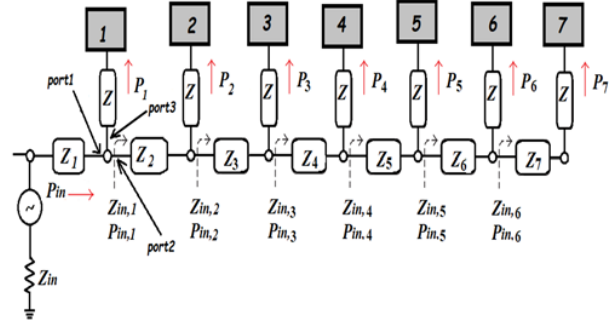 1 2 3 4 5 6 7
port1 P1 P2 P3 P4 P5 P6 P7
Z Z Z Z Z Z Z
port3
Z1 Z2 Z3 Z4 Z5 Z6 Z7
Pin
Zin,1 Zin,2 Zin,3 Zin,4 Zin,5 Zin,6
Pin,1 Pin,2 Pin,3 Pin.4 Pin.5 Pin.6
port2
~
Zin